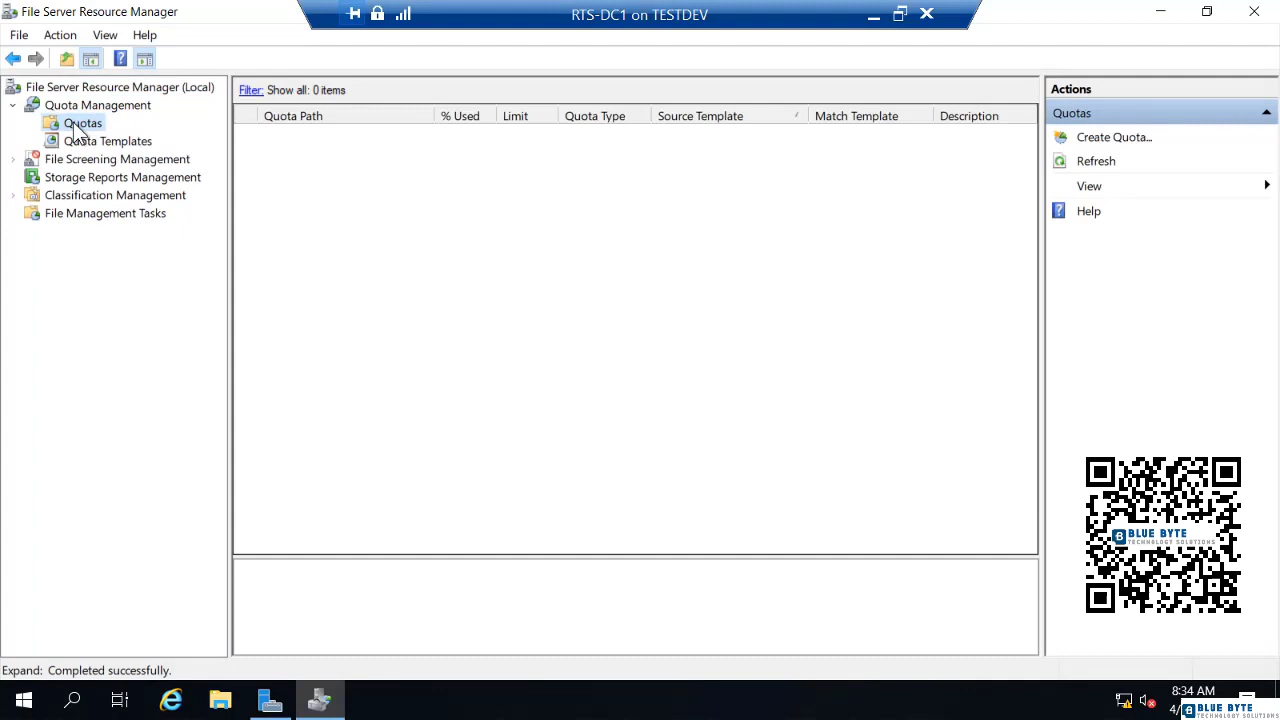 File Server Resource Manager
RTS-DC1 on TESTDEV
File Action View Help
File Server Resource Manager (Local)
Quota Management
Quotas
Quota Templates
File Screening Management
Storage Reports Management
Classification Management
File Management Tasks
Filter: Show all: 0 items
Quota Path % Used Limit Quota Type Source Template Match Template Description
Actions
Quotas
Create Quota...
Refresh
View
Help
BLUE BYTE
TECHNOLOGY SOLUTIONS
Expand: Completed successfully.
8:34 AM
4/
BLUE BYTE
TECHNOLOGY SOLUTIONS